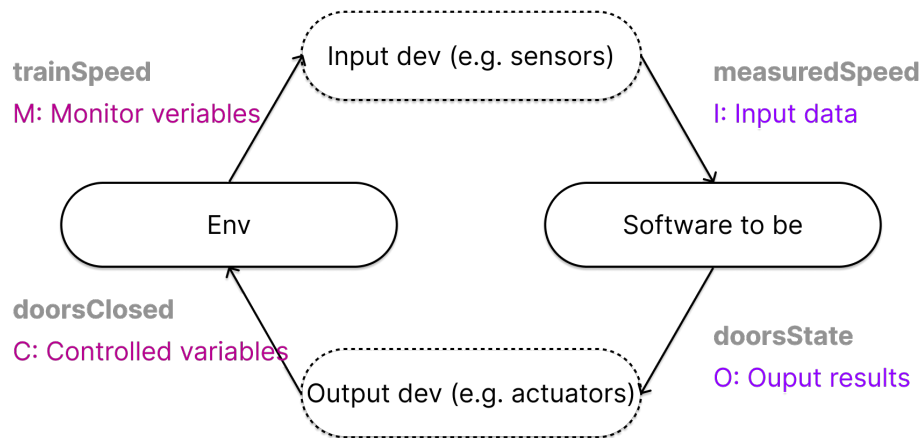 Input dev (e.g. sensors)
trainSpeed
M: Monitor veriables
measuredSpeed
I: Input data
Env
Software to be
doorsClosed
C: Controlled variables
doorsState
O: Ouput results
Output dev (e.g. actuators)